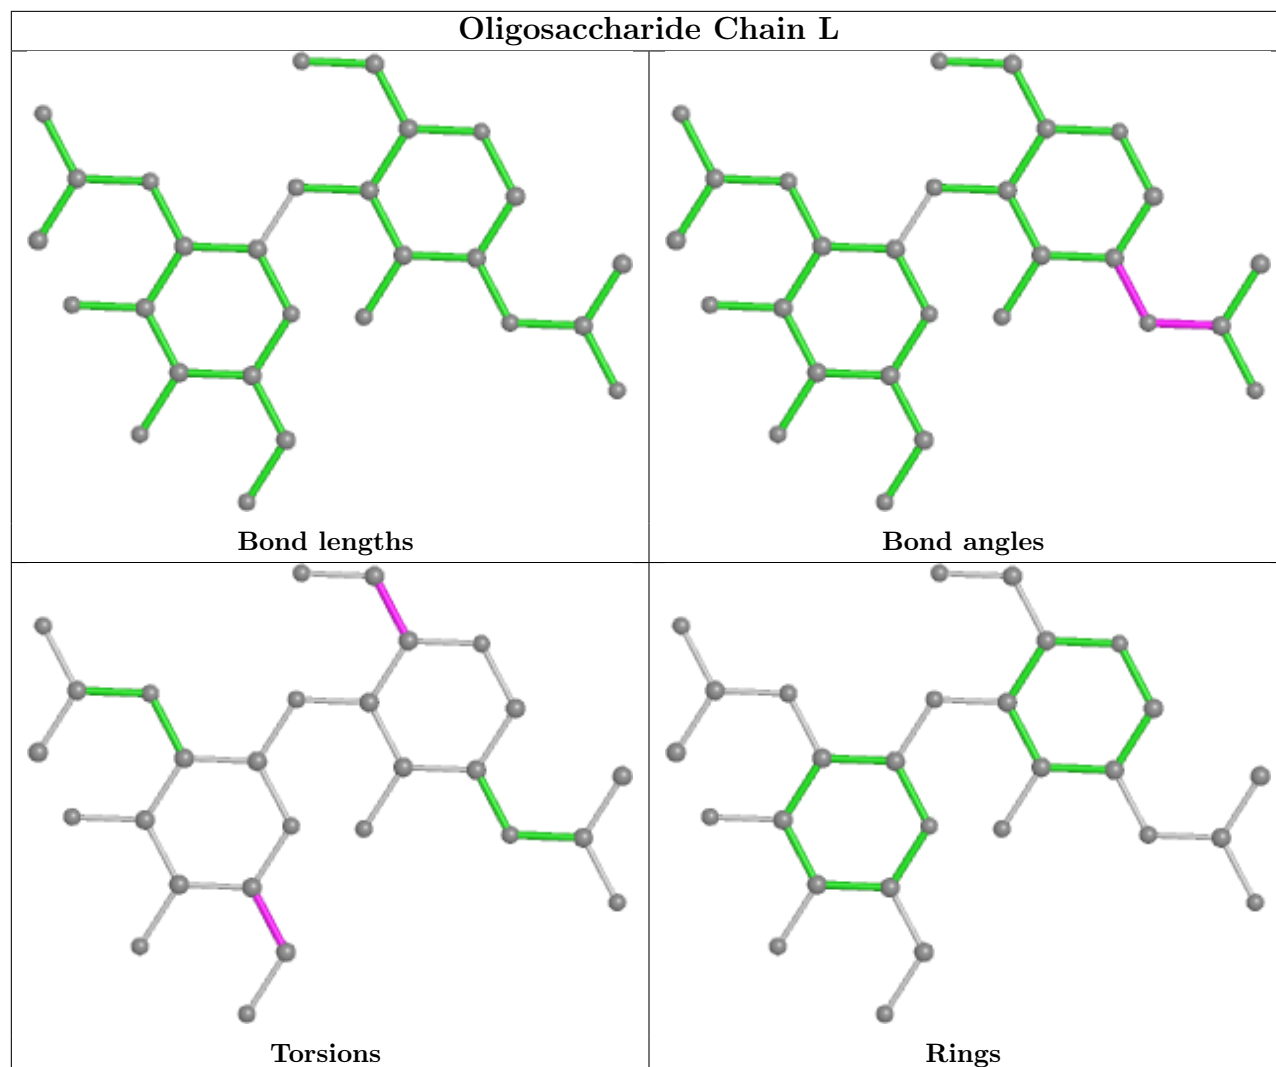 Oligosaccharide Chain L
Bond lengths
Bond angles
Torsions
Rings